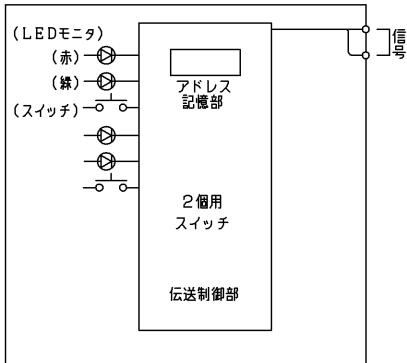 (LEDモニタ)
(赤)
(緑)
(スイッチ)
アドレス
記憶部
2個用
スイッチ
伝送制御部
信号